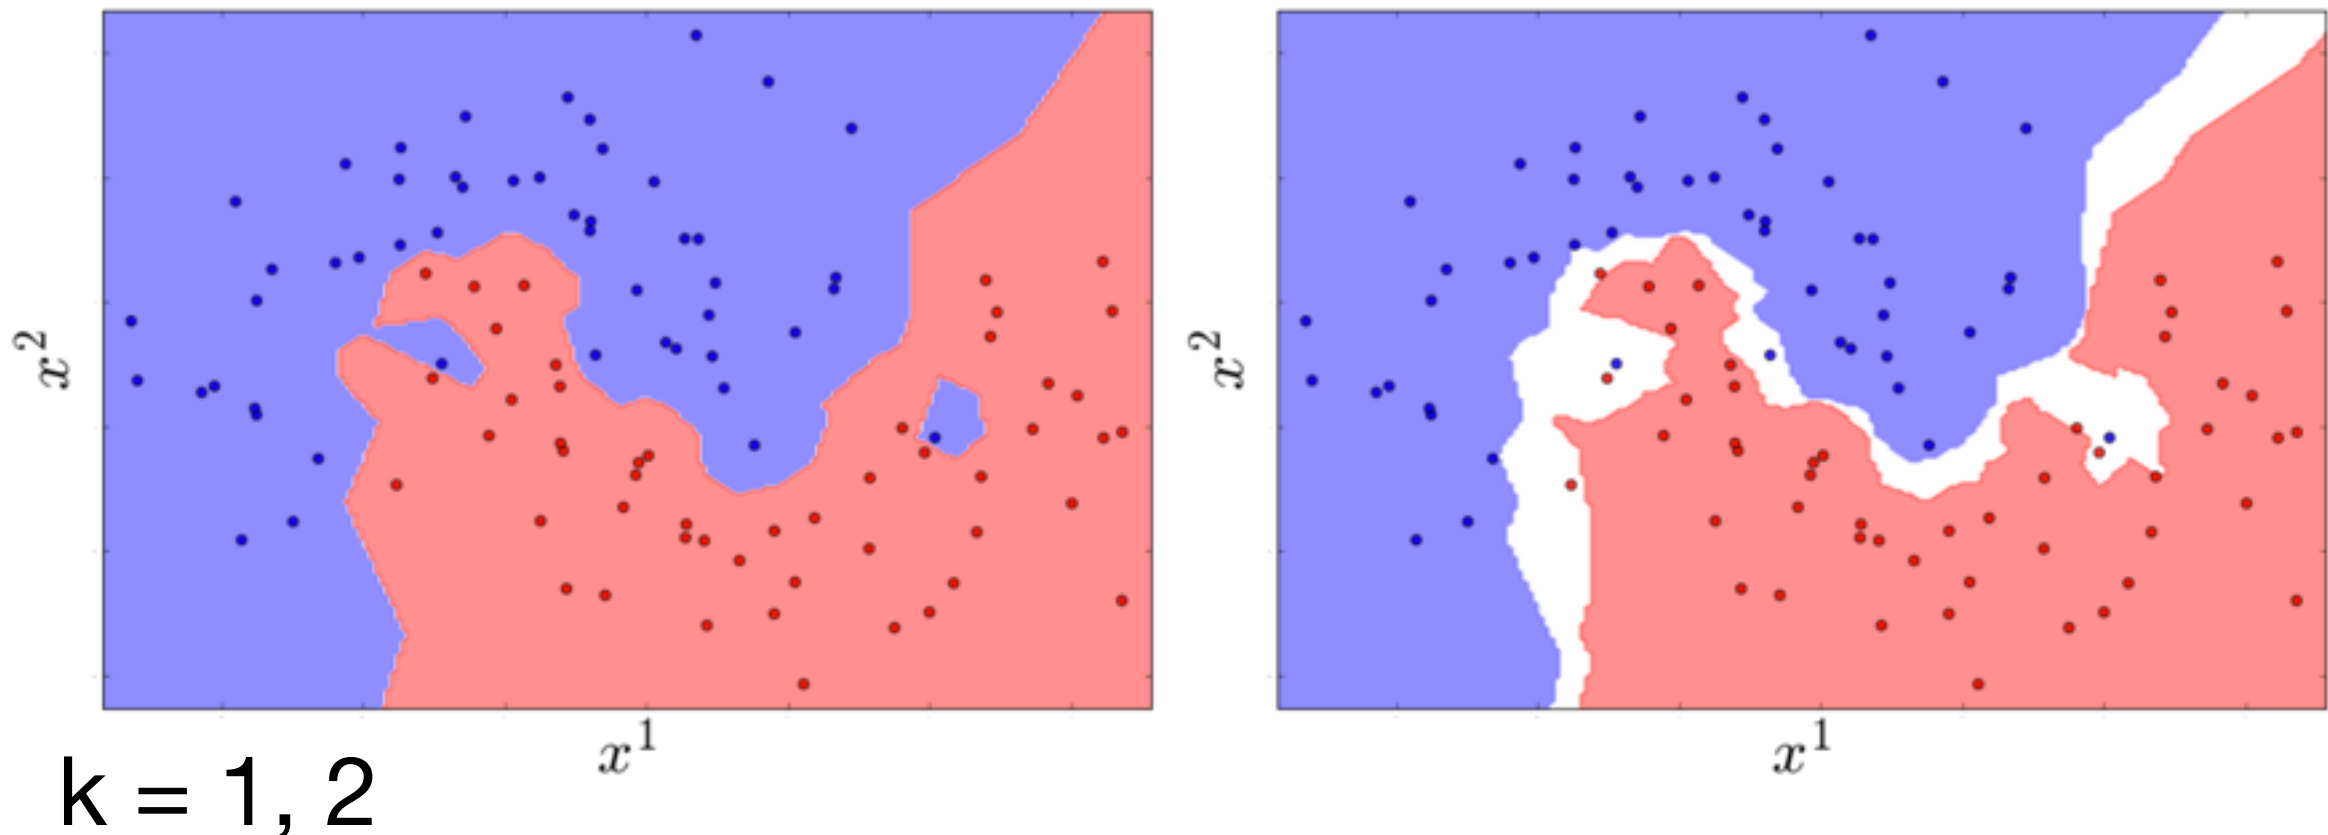 x²
x¹
x²
x¹
k = 1, 2